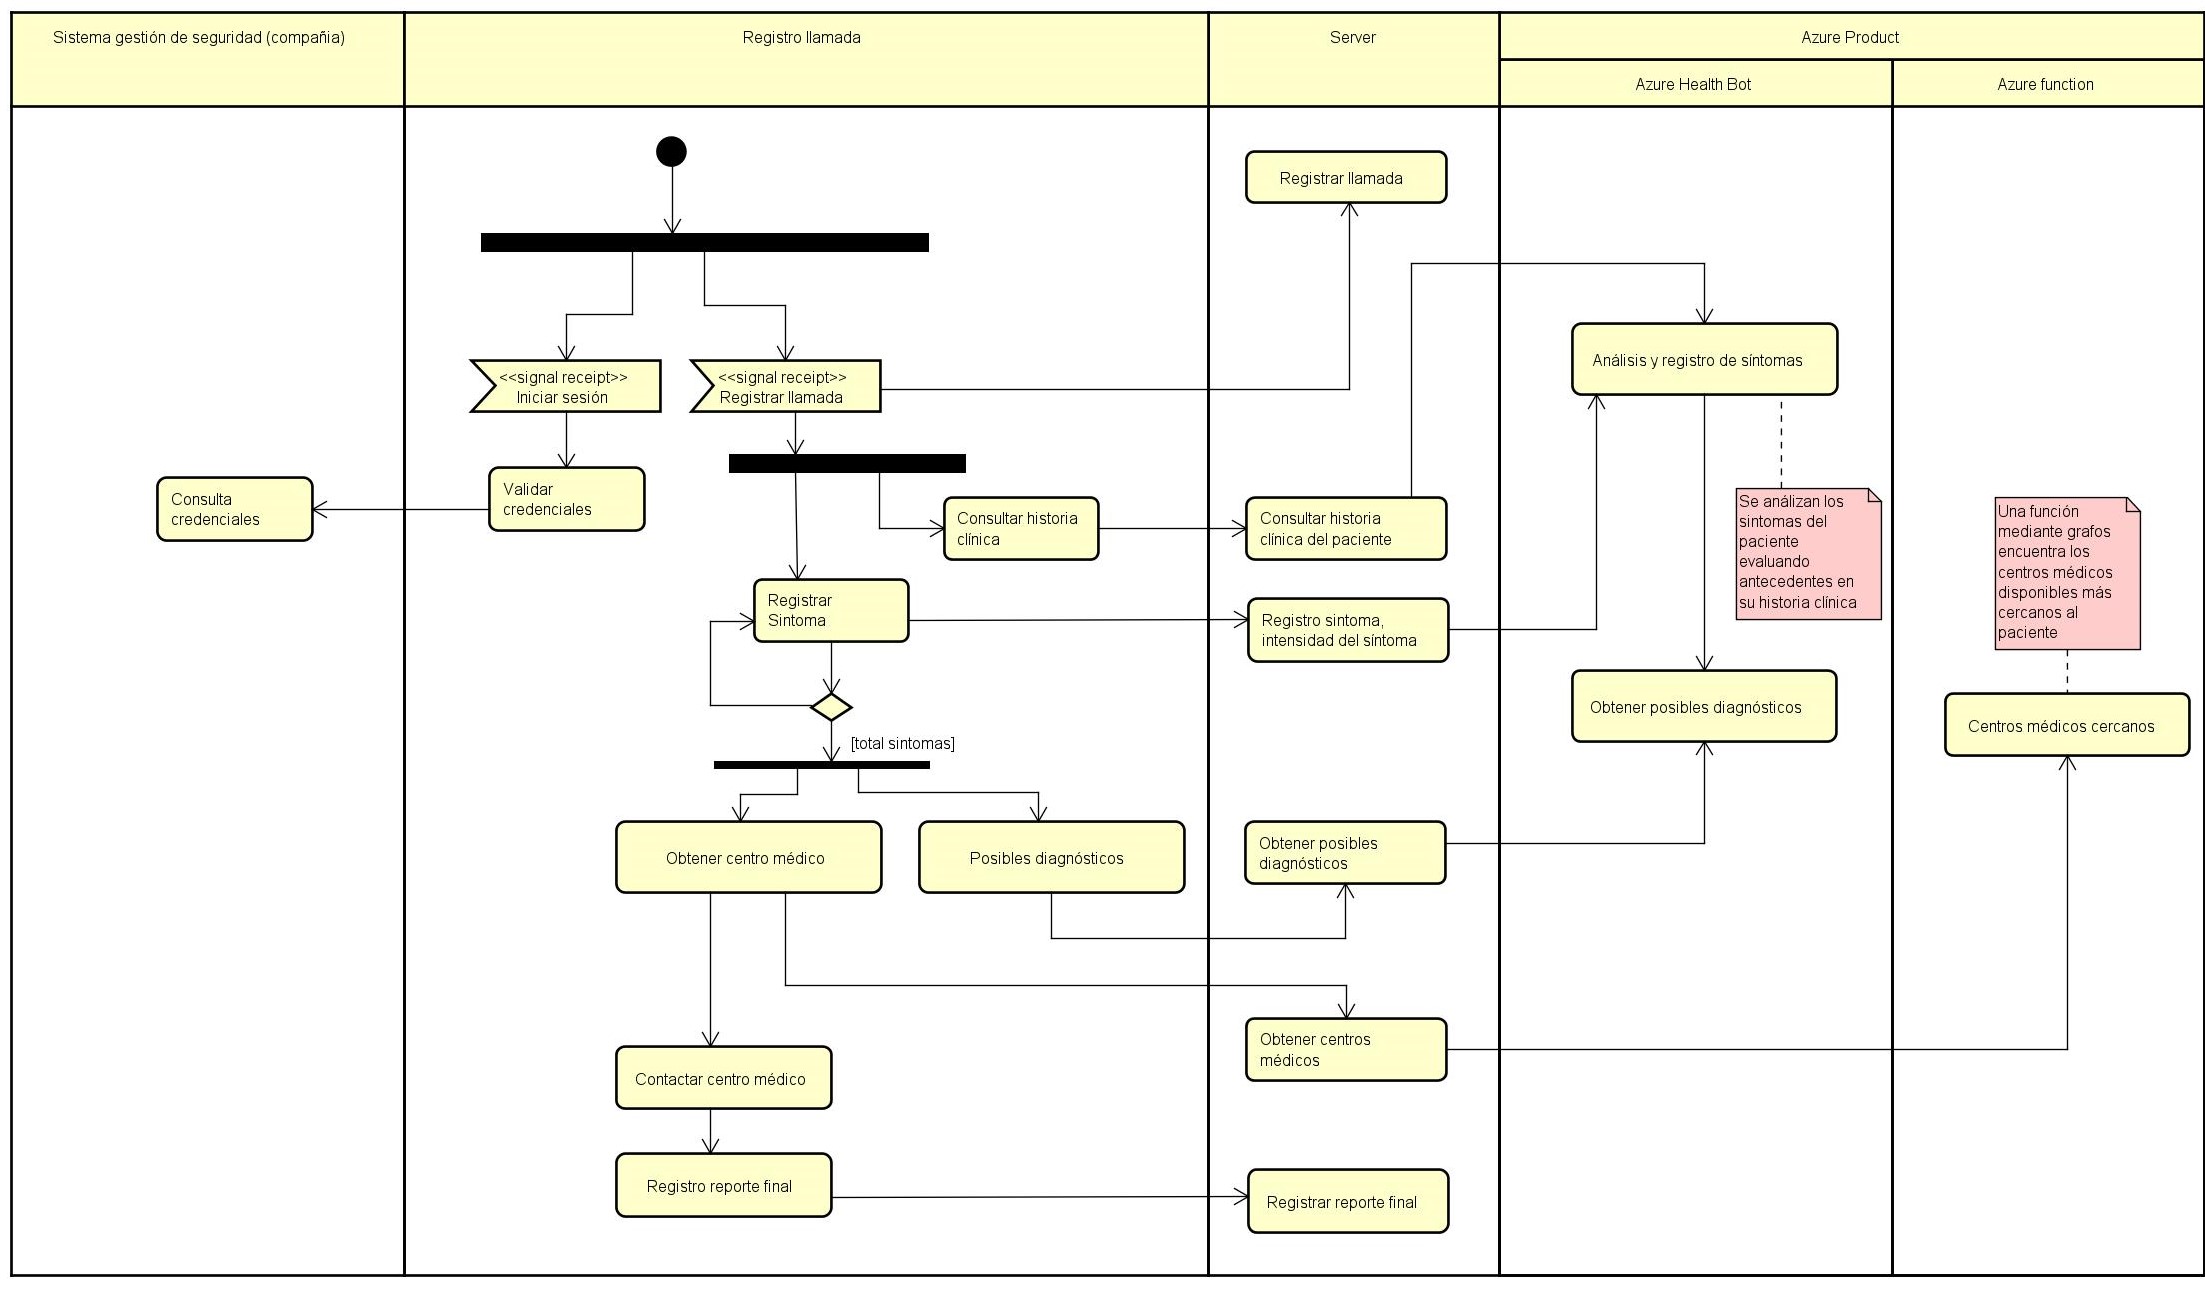 Sistema gestión de seguridad (compañia)
Registro llamada
Server
Azure Product
Azure Health Bot
Azure function
Registrar llamada
Análisis y registro de síntomas
<<signal receipt>>
Iniciar sesión
<<signal receipt>>
Registrar llamada
Consulta
credenciales
Validar
credenciales
Consultar historia
clínica
Consultar historia
clínica del paciente
Se análizan los
sintomas del
paciente
evaluando
antecedentes en
su historia clínica
Una función
mediante grafos
encuentra los
centros médicos
disponibles más
cercanos al
paciente
Registrar
Sintoma
Registro sintoma,
intensidad del síntoma
Obtener posibles diagnósticos
Centros médicos cercanos
[total sintomas]
Obtener centro médico
Posibles diagnósticos
Obtener posibles
diagnósticos
Obtener centros
médicos
Contactar centro médico
Registro reporte final
Registrar reporte final